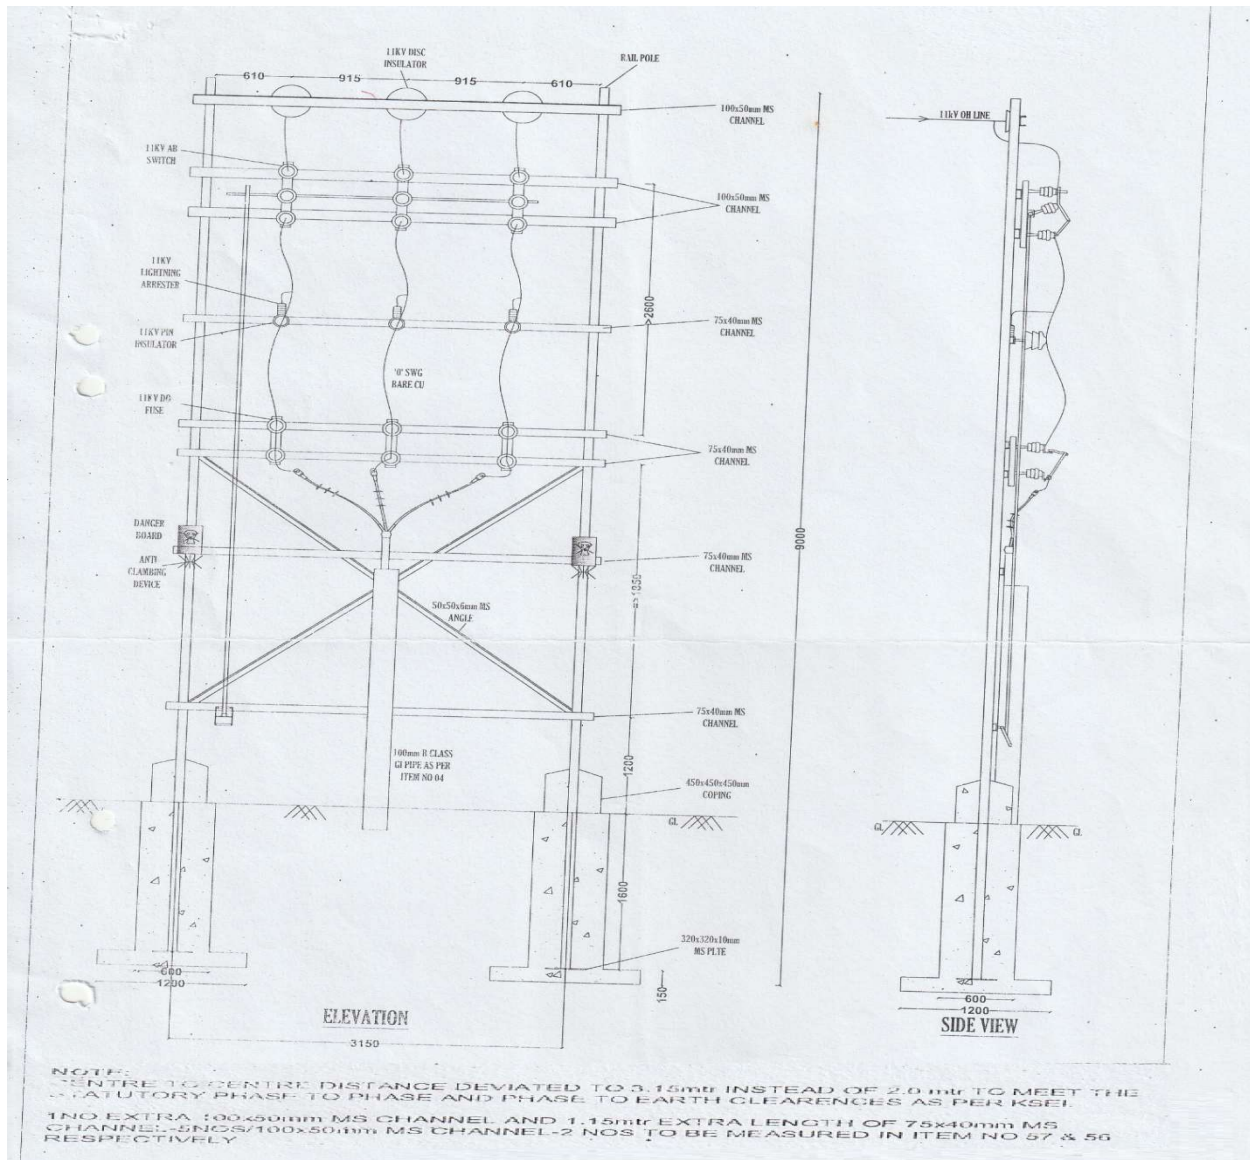 11KV DISC
INSULATOR
RAIL POLE
610
915
915
610
100x50mm MS
CHANNEL
11KV AB
SWITCH
100x50mm MS
CHANNEL
11KV
LIGHTNING
ARRESTER
2600
11KV PIN
INSULATOR
75x40mm MS
CHANNEL
'0' SWG
BARE CU
11KV DO
FUSE
75x40mm MS
CHANNEL
DANGER
BOARD
ANTI
CLAMBING
DEVICE
75x40mm MS
CHANNEL
50x50x6mm MS
ANGLE
75x40mm MS
CHANNEL
100mm B CLASS
GI PIPE AS PER
ITEM NO 04
1200
450x450x450mm
COPING
GL
1600
320x320x10mm
MS PLTE
600
1200
150
ELEVATION
3150
9000
11kV OH LINE
GL
GL
600
1200
SIDE VIEW
NOTE:
CENTRE TO CENTRE DISTANCE DEVIATED TO 3.15mtr INSTEAD OF 2.0 mtr TO MEET THE
STATUTORY PHASE TO PHASE AND PHASE TO EARTH CLEARENCES AS PER
1NO EXTRA 100x50mm MS CHANNEL AND 1.15mtr EXTRA LENGTH OF 75x40mm MS
CHANNEL-5NOS/100x50mm MS CHANNEL-2 NOS TO BE MEASURED IN ITEM NO 57 & 56
RESPECTIVELY